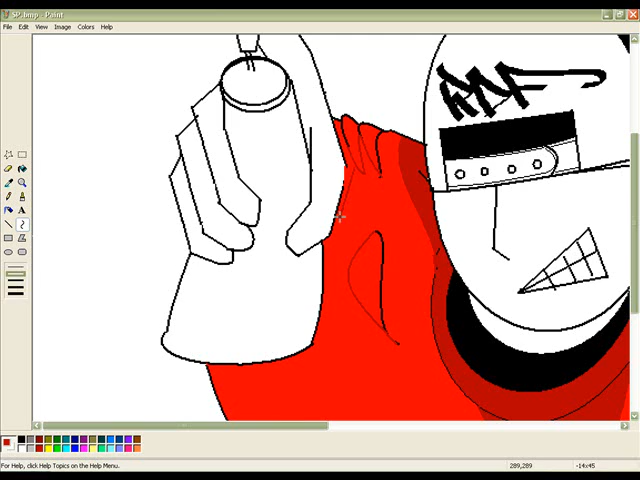 SP.bmp - Paint
File Edit View Image Colors Help
For Help, click Help Topics on the Help Menu.
289,289
-14x45